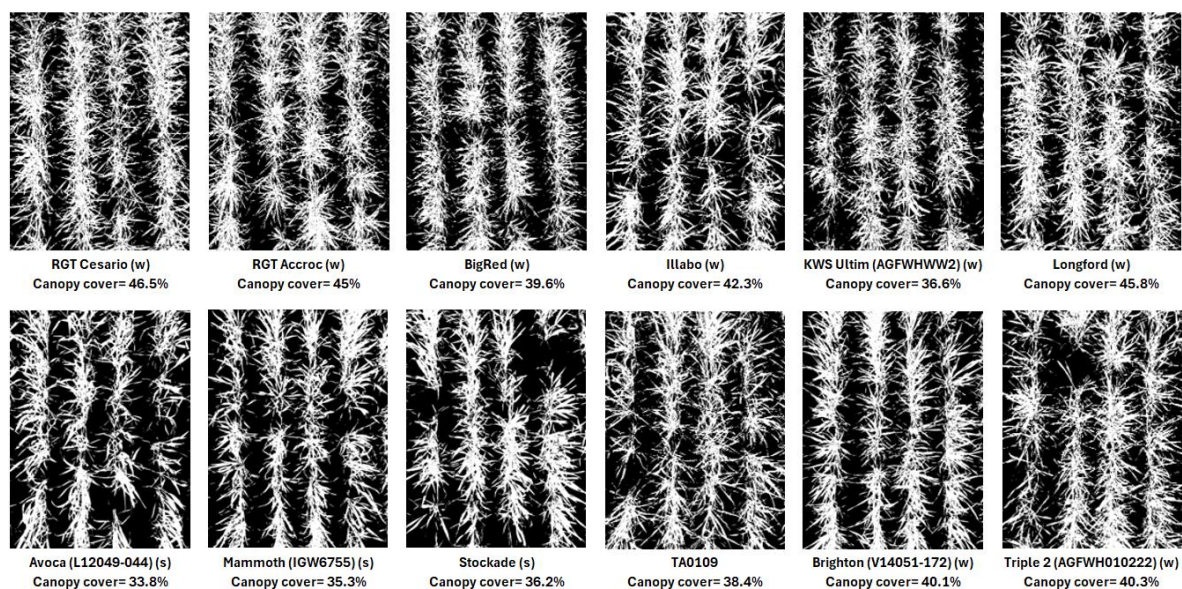 RGT Cesario (w)
Canopy cover= 46.5%
RGT Accroc (w)
Canopy cover= 45%
BigRed (w)
Canopy cover= 39.6%
Illabo (w)
Canopy cover= 42.3%
KWS Ultim (AGFWHWW2) (w)
Canopy cover= 36.6%
Longford (w)
Canopy cover= 45.8%
Avoca (L12049-044) (s)
Canopy cover= 33.8%
Mammoth (IGW6755) (s)
Canopy cover= 35.3%
Stockade (s)
Canopy cover= 36.2%
TA0109
Canopy cover= 38.4%
Brighton (V14051-172) (w)
Canopy cover= 40.1%
Triple 2 (AGFWH010222) (w)
Canopy cover= 40.3%